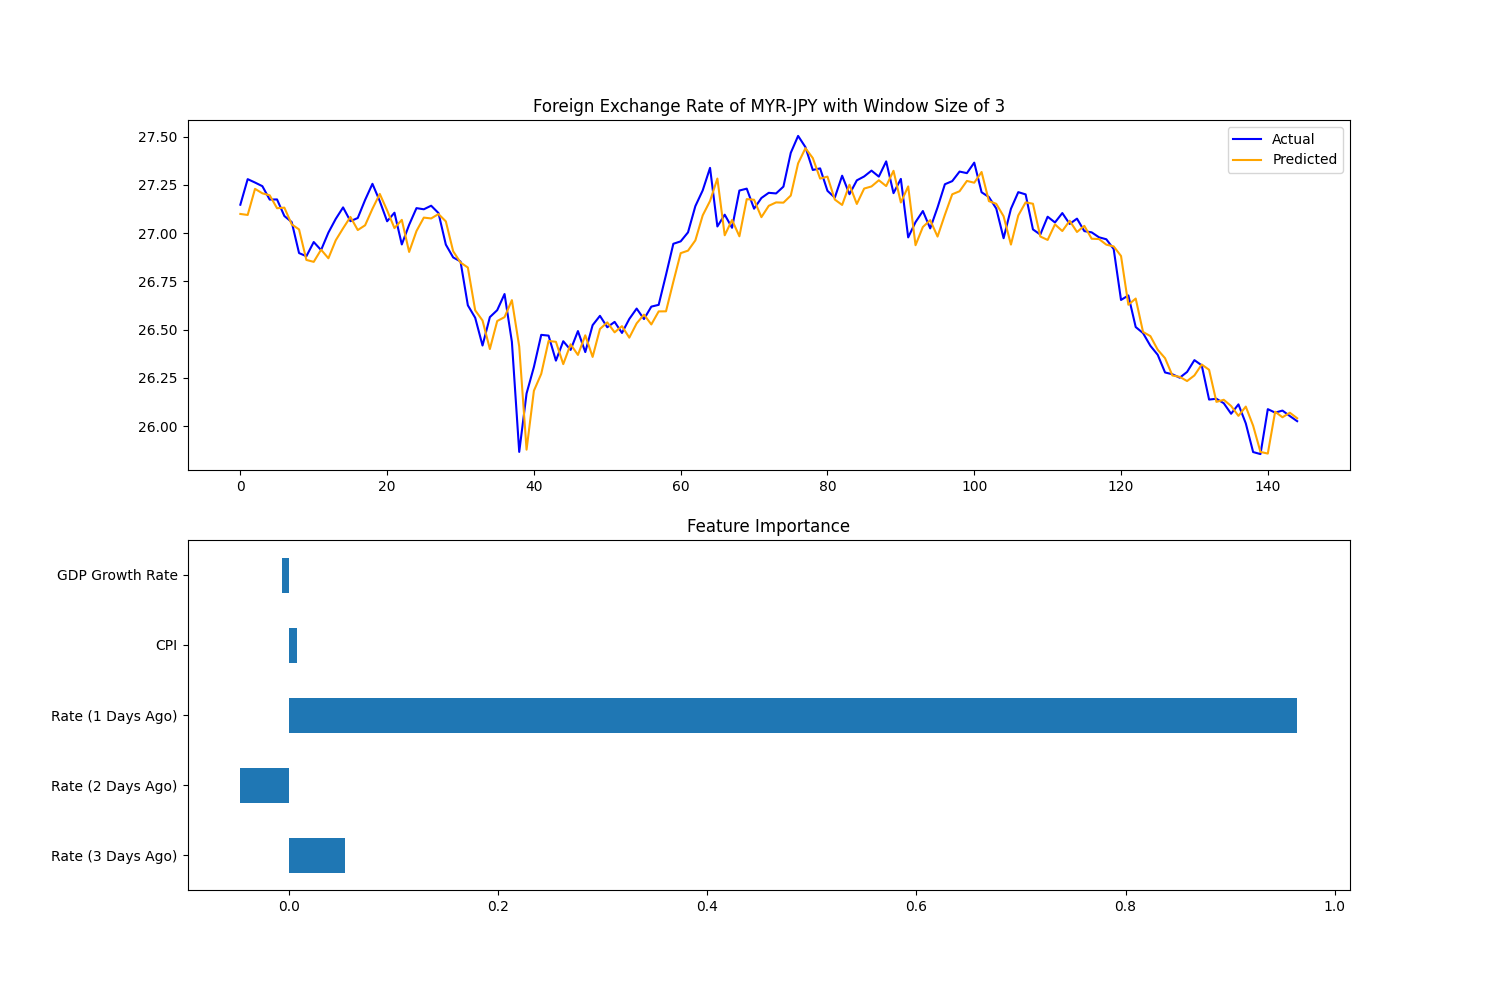 Foreign Exchange Rate of MYR-JPY with Window Size of 3
27.50
27.25
27.00
26.75
26.50
26.25
26.00
Actual
Predicted
0 20 40 60 80 100 120 140
Feature Importance
GDP Growth Rate
CPI
Rate (1 Days Ago)
Rate (2 Days Ago)
Rate (3 Days Ago)
0.0 0.2 0.4 0.6 0.8 1.0